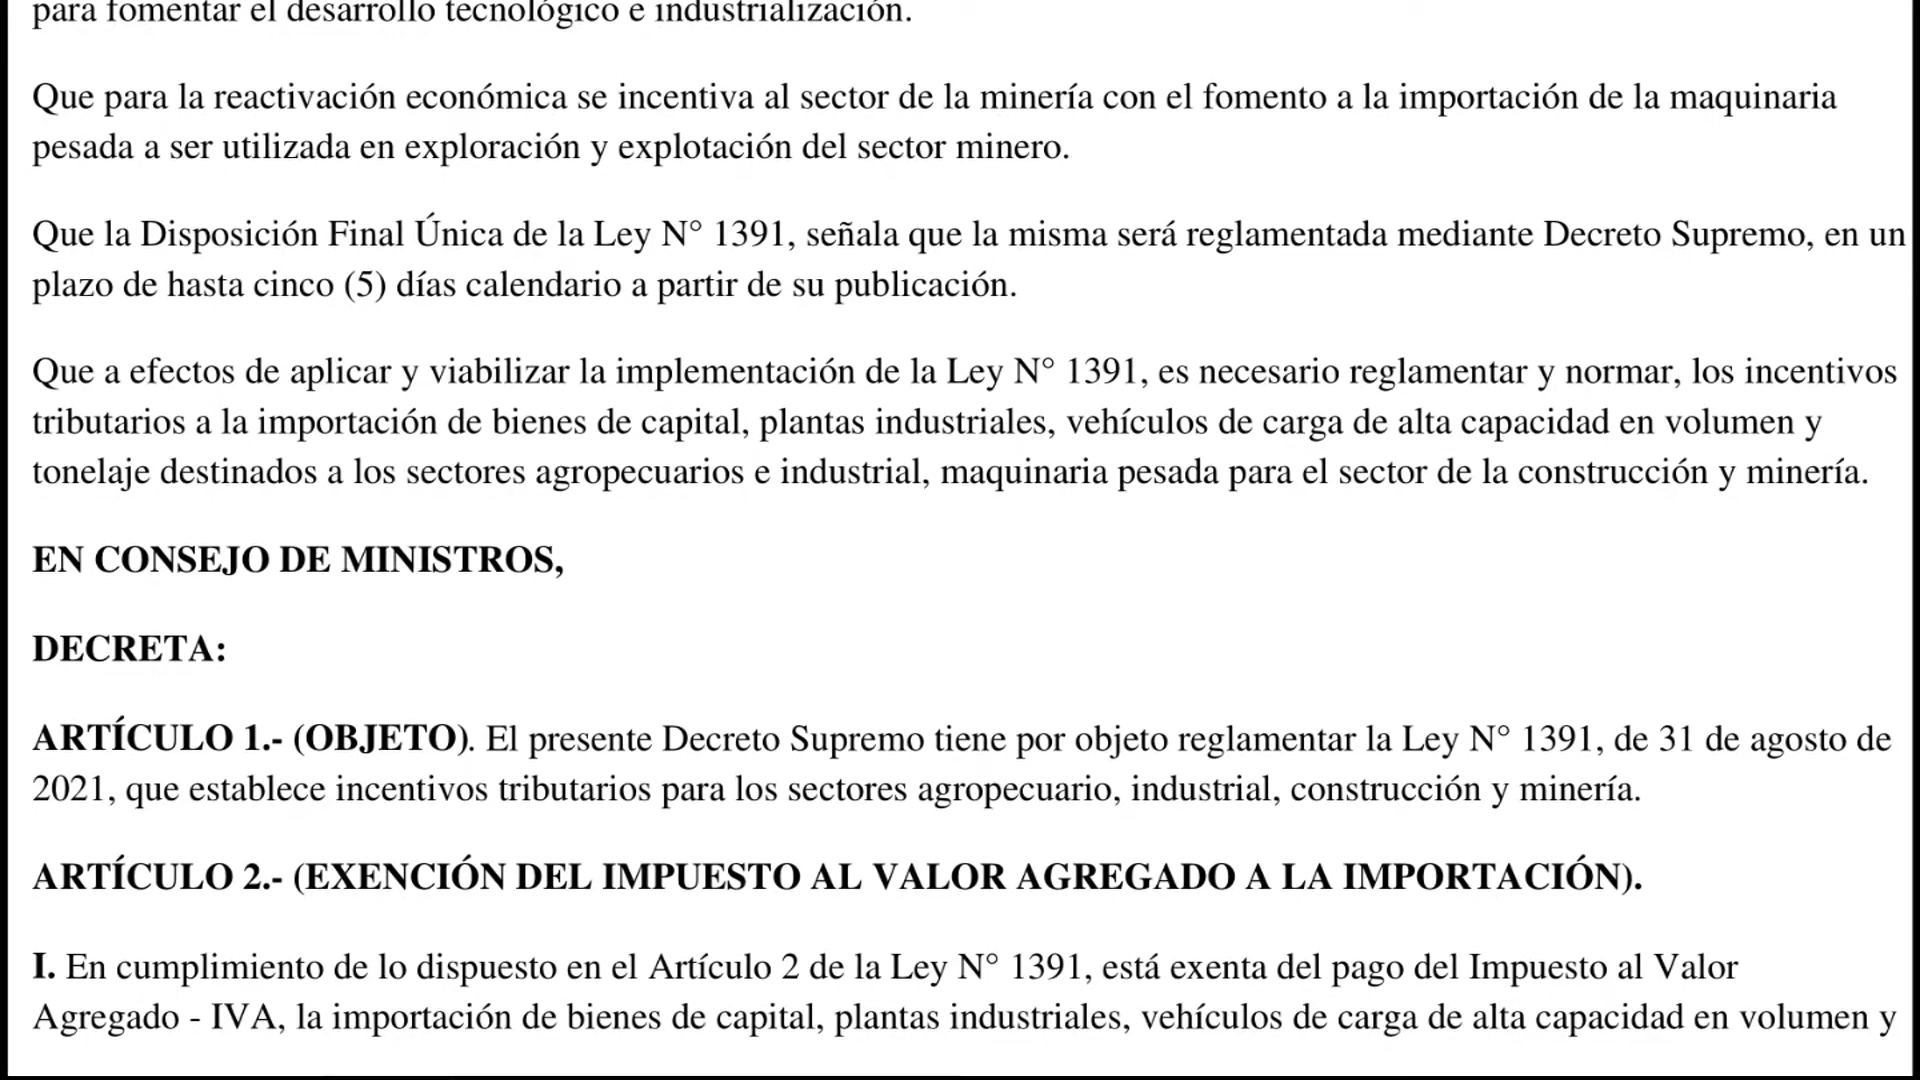 para fomentar el desarrollo tecnológico e industrialización.
Que para la reactivación económica se incentiva al sector de la minería con el fomento a la importación de la maquinaria
pesada a ser utilizada en exploración y explotación del sector minero.
Que la Disposición Final Única de la Ley N° 1391, señala que la misma será reglamentada mediante Decreto Supremo, en un
plazo de hasta cinco (5) días calendario a partir de su publicación.
Que a efectos de aplicar y viabilizar la implementación de la Ley N° 1391, es necesario reglamentar y normar, los incentivos
tributarios a la importación de bienes de capital, plantas industriales, vehículos de carga de alta capacidad en volumen y
tonelaje destinados a los sectores agropecuarios e industrial, maquinaria pesada para el sector de la construcción y minería.
EN CONSEJO DE MINISTROS,
DECRETA:
ARTÍCULO 1.- (OBJETO). El presente Decreto Supremo tiene por objeto reglamentar la Ley N° 1391, de 31 de agosto de
2021, que establece incentivos tributarios para los sectores agropecuario, industrial, construcción y minería.
ARTÍCULO 2.- (EXENCIÓN DEL IMPUESTO AL VALOR AGREGADO A LA IMPORTACIÓN).
I. En cumplimiento de lo dispuesto en el Artículo 2 de la Ley N° 1391, está exenta del pago del Impuesto al Valor
Agregado - IVA, la importación de bienes de capital, plantas industriales, vehículos de carga de alta capacidad en volumen y